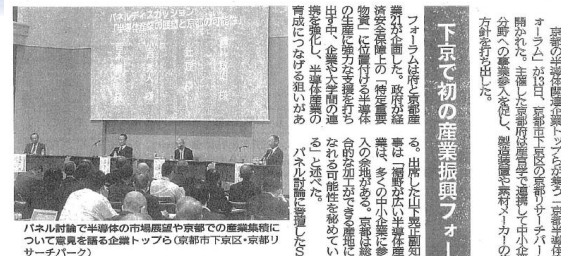 京都の半導体関連企業トップらが集う「京都半導体フ
ォーラム」が13日、京都市下京区の京都リサーチパー
開かれた。主催した京都府は産官学で連携して中小企
分野への事業参入を促し、製造装置や素材メーカーの
方針を打ち出した。
下京で初の産業振興フォー
フォーラムは府と京都産
業21が企画した。政府が経
済安全保障上の「特定重要
物資」に位置付ける半導体
の生産に強力な支援を打ち
出す中、企業や大学間の連
携を強化し、半導体産業の
育成につなげる狙いがあ
る。出席した山下晃正副知
事は「裾野が広い半導体産
業は、多くの中小企業に参
入の余地がある。京都は総
合的な加工ができる産地に
なれる可能性を秘めてい
る」と述べた。
パネル討論に登壇したS
パネルディスカッション
パネル討論で半導体の市場展望や京都での産業集積に
ついて意見を語る企業トップら(京都市下京区・京都リ
サーチパーク)